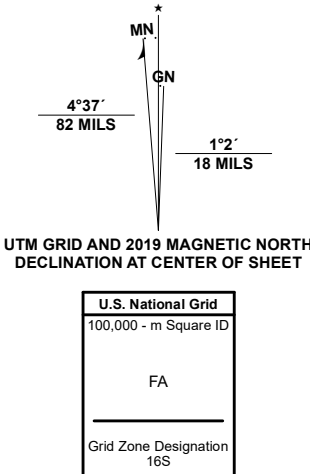 MN
GN
4°37´
82 MILS
1°2´
18 MILS
UTM GRID AND 2019 MAGNETIC NORTH
DECLINATION AT CENTER OF SHEET
U.S. National Grid
100,000 - m Square ID
FA
Grid Zone Designation
16S